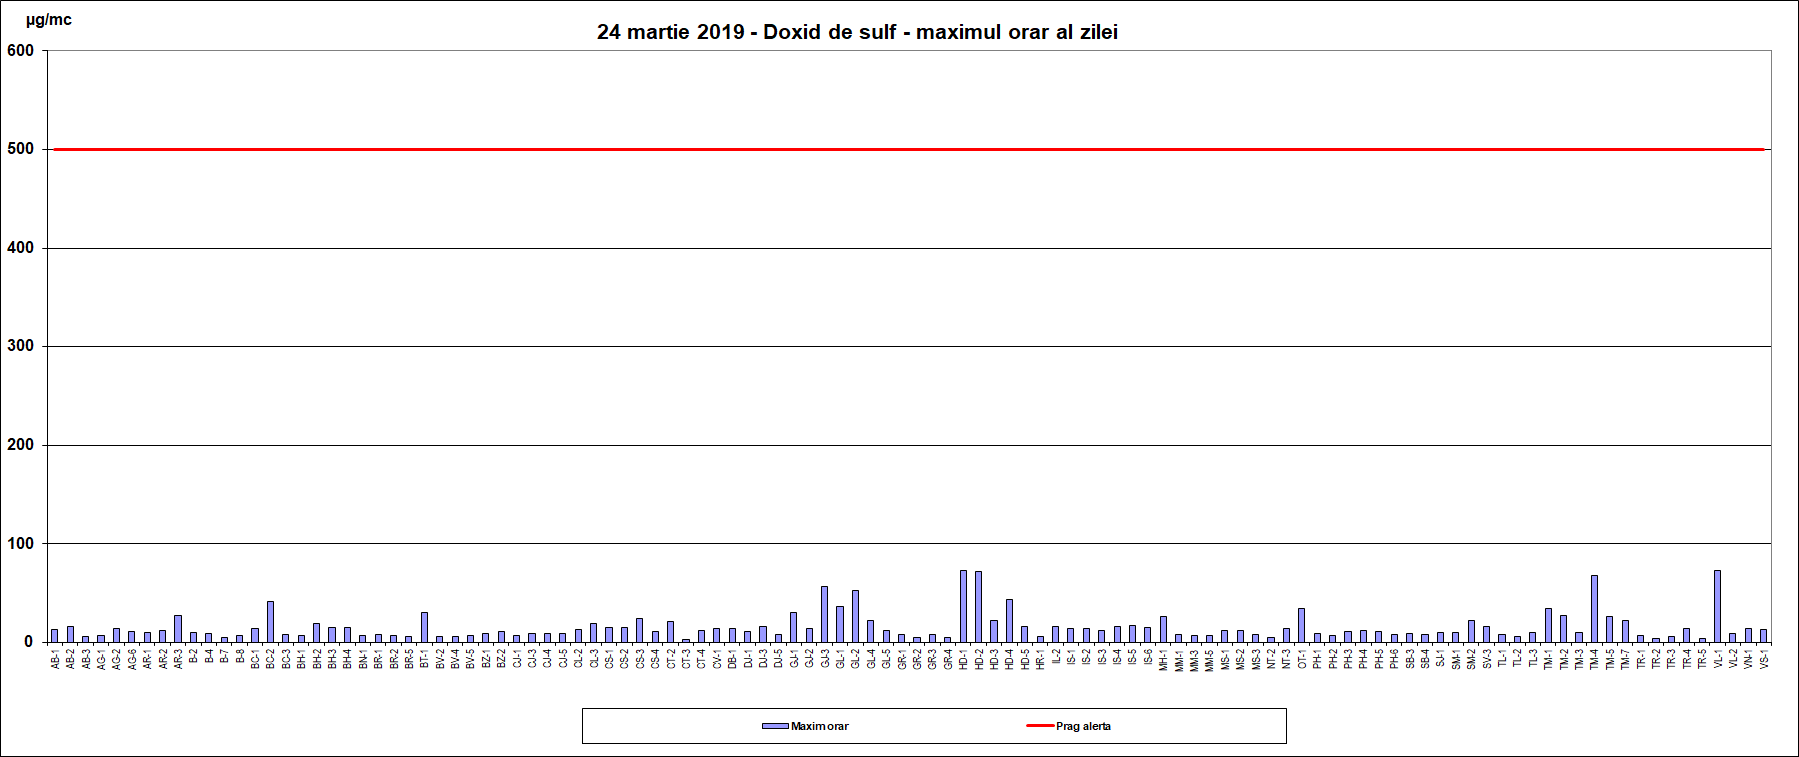 µg/mc
24 martie 2019 - Doxid de sulf - maximul orar al zilei
600
500
400
300
200
100
0
AB-1 AB-2 AB-3 AG-1 AG-2 AG-6 AR-1 AR-2 AR-3 B-2 B-4 B-7 B-8 BC-1 BC-2 BC-3 BH-1 BH-2 BH-3 BH-4 BN-1 BR-1 BR-2 BR-5 BT-1 BV-2 BV-4 BV-5 BZ-1 BZ-2 CJ-1 CJ-3 CJ-4 CJ-5 CL-2 CL-3 CS-1 CS-2 CS-3 CS-4 CT-2 CT-3 CT-4 CV-1 DB-1 DJ-1 DJ-3 DJ-5 GJ-1 GJ-2 GJ-3 GL-1 GL-2 GL-4 GL-5 GR-1 GR-2 GR-3 GR-4 HD-1 HD-2 HD-3 HD-4 HD-5 HR-1 IL-2 IS-1 IS-2 IS-3 IS-4 IS-5 IS-6 MH-1 MM-1 MM-3 MM-5 MS-1 MS-2 MS-3 NT-2 NT-3 OT-1 PH-1 PH-2 PH-3 PH-4 PH-5 PH-6 SB-3 SB-4 SJ-1 SM-1 SM-2 SV-3 TL-1 TL-2 TL-3 TM-1 TM-2 TM-3 TM-4 TM-5 TM-7 TR-1 TR-2 TR-3 TR-4 TR-5 VL-1 VL-2 VN-1 VS-1
Maxim orar Prag alerta